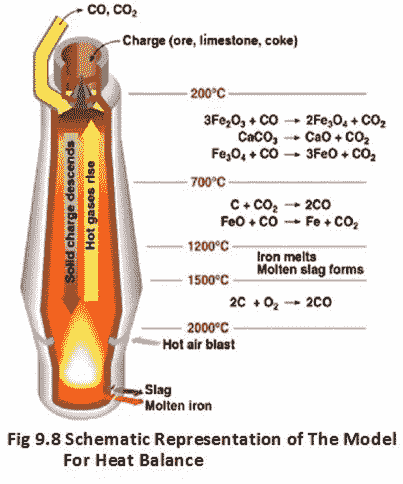 CO, CO₂
Charge (ore, limestone, coke)
200°C
3Fe₂O₃ + CO → 2Fe₃O₄ + CO₂
CaCO₃ → CaO + CO₂
Fe₃O₄ + CO → 3FeO + CO₂
Solid charge descends
Hot gases rise
700°C
C + CO₂ → 2CO
FeO + CO → Fe + CO₂
1200°C
Iron melts
Molten slag forms
1500°C
2C + O₂ → 2CO
2000°C
Hot air blast
Slag
Molten iron
Fig 9.8 Schematic Representation of The Model
For Heat Balance